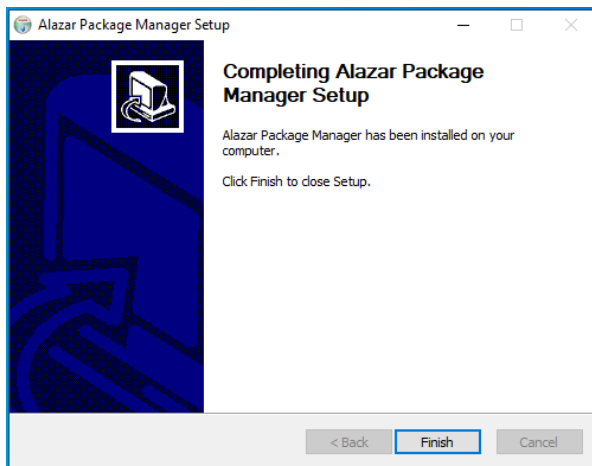 Alazar Package Manager Setup
Completing Alazar Package
Manager Setup
Alazar Package Manager has been installed on your
computer.
Click Finish to close Setup.
< Back
Finish
Cancel